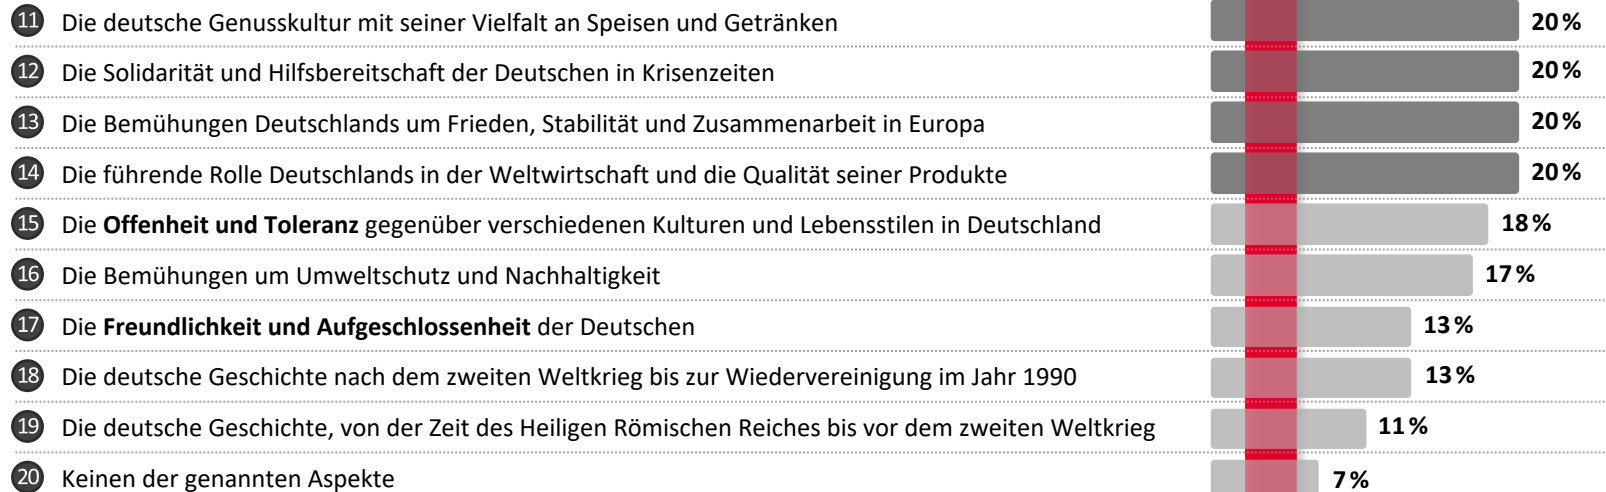 11 Die deutsche Genusskultur mit seiner Vielfalt an Speisen und Getränken 20 %
12 Die Solidarität und Hilfsbereitschaft der Deutschen in Krisenzeiten 20 %
13 Die Bemühungen Deutschlands um Frieden, Stabilität und Zusammenarbeit in Europa 20 %
14 Die führende Rolle Deutschlands in der Weltwirtschaft und die Qualität seiner Produkte 20 %
15 Die Offenheit und Toleranz gegenüber verschiedenen Kulturen und Lebensstilen in Deutschland 18 %
16 Die Bemühungen um Umweltschutz und Nachhaltigkeit 17 %
17 Die Freundlichkeit und Aufgeschlossenheit der Deutschen 13 %
18 Die deutsche Geschichte nach dem zweiten Weltkrieg bis zur Wiedervereinigung im Jahr 1990 13 %
19 Die deutsche Geschichte, von der Zeit des Heiligen Römischen Reiches bis vor dem zweiten Weltkrieg 11 %
20 Keinen der genannten Aspekte 7 %